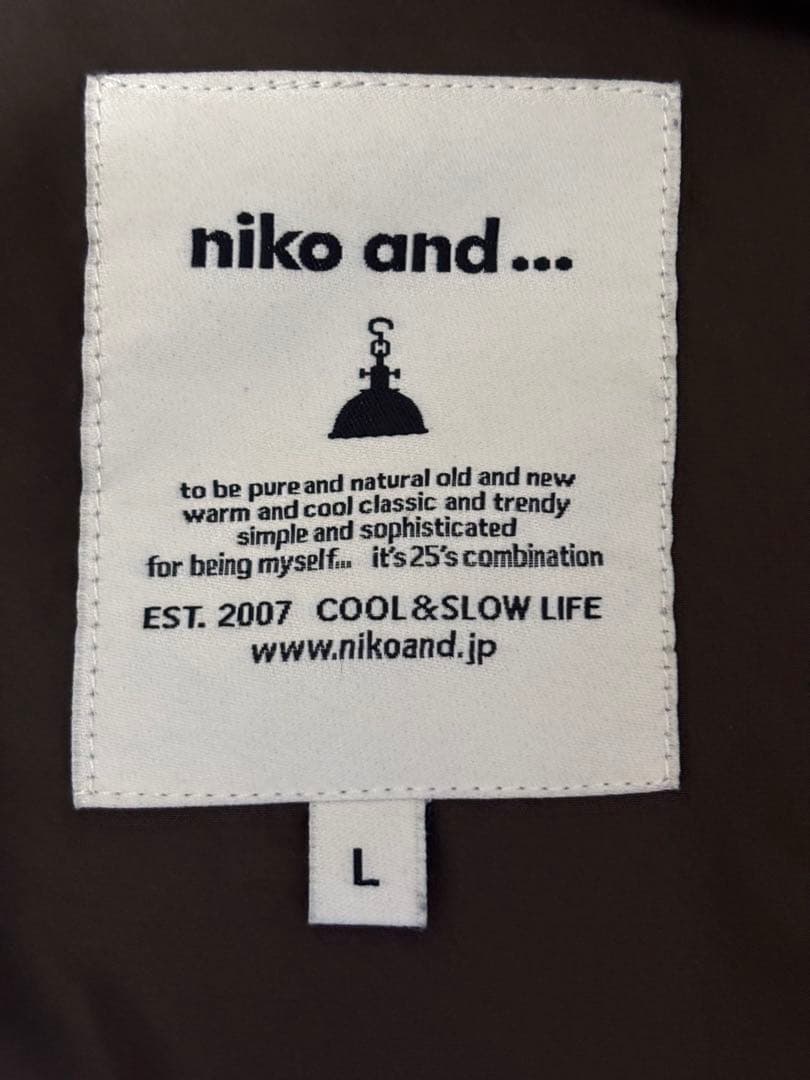 niko and...
to be pure and natural old and new
warm and cool classic and trendy
simple and sophisticated
for being myself... it's 25's combination
EST. 2007 COOL&SLOW LIFE
www.nikoand.jp
L